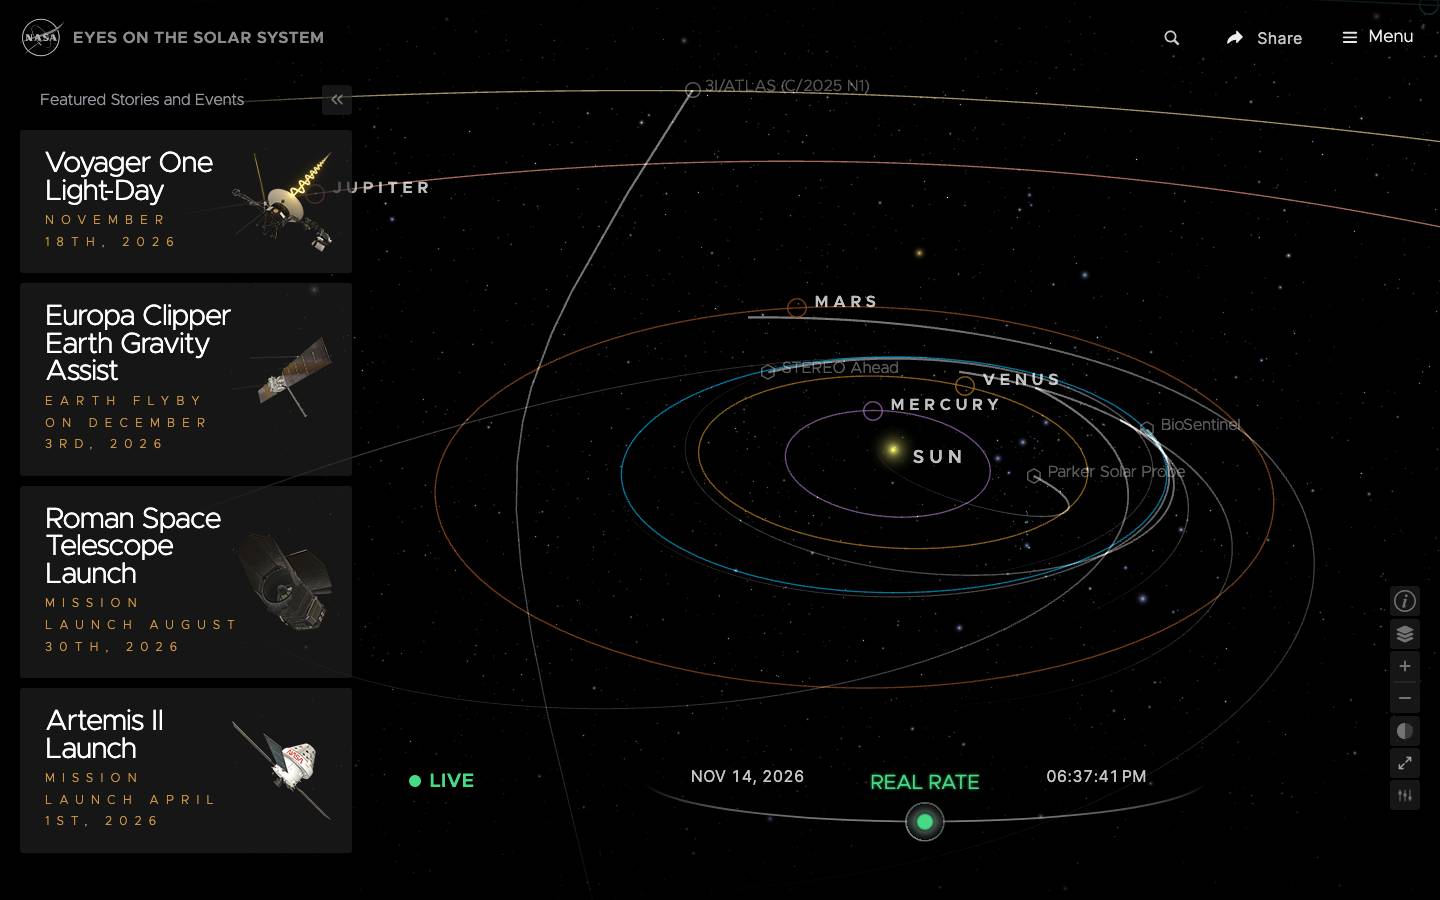 NASA
EYES ON THE SOLAR SYSTEM
Share
Menu
Featured Stories and Events
3I/ATLAS (C/2025 N1)
Voyager One
Light-Day
NOVEMBER
18TH, 2026
JUPITER
Europa Clipper
Earth Gravity
Assist
EARTH FLYBY
ON DECEMBER
3RD, 2026
MARS
STEREO Ahead
VENUS
MERCURY
BioSentinel
SUN
Parker Solar Probe
Roman Space
Telescope
Launch
MISSION
LAUNCH AUGUST
30TH, 2026
Artemis II
Launch
MISSION
LAUNCH APRIL
1ST, 2026
NASA
LIVE
NOV 14, 2026
REAL RATE
06:37:41 PM